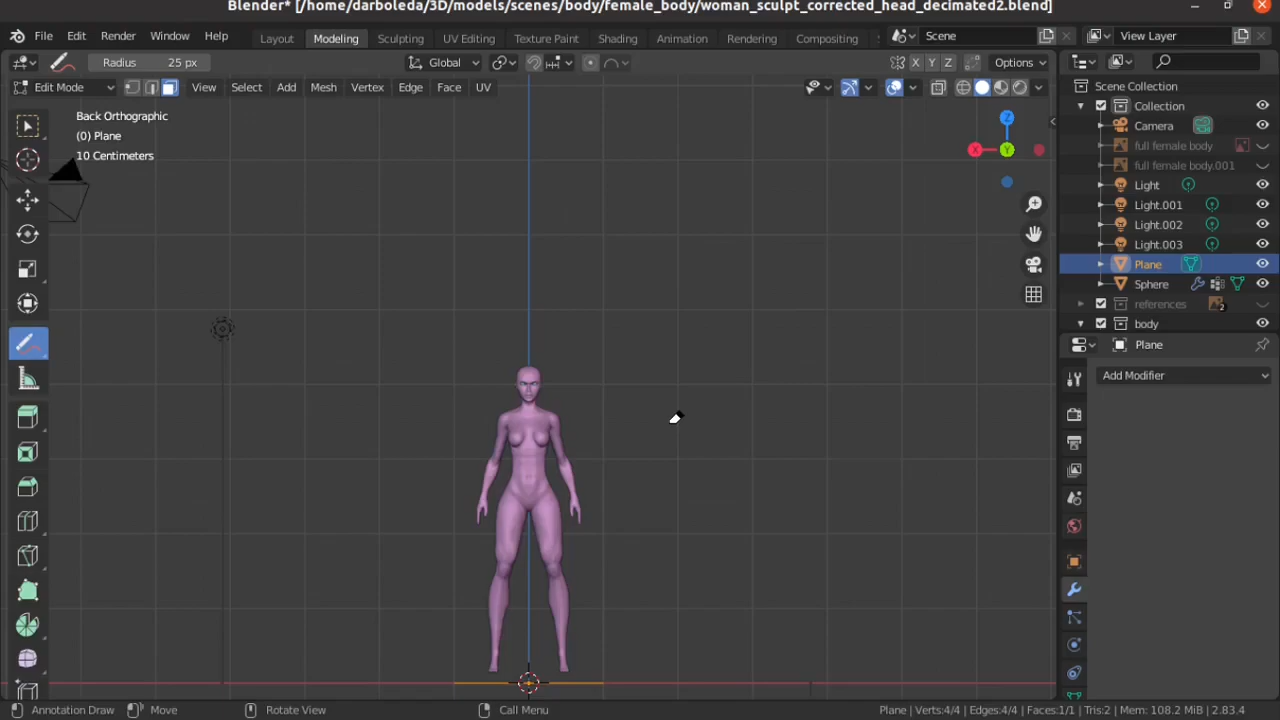 Blender* [/home/darboleda/3D/models/scenes/body/female_body/woman_sculpt_corrected_head_decimated2.blend]
File Edit Render Window Help Layout Modeling Sculpting UV Editing Texture Paint Shading Animation Rendering Compositing Scene View Layer
Radius 25 px Global Options
X Y Z
Edit Mode View Select Add Mesh Vertex Edge Face UV
Scene Collection
Back Orthographic
(0) Plane
10 Centimeters
Z
X
Y
Collection
Camera
full female body
full female body.001
Light
Light.001
Light.002
Light.003
Plane
Sphere
references
2
body
Plane
Add Modifier
Annotation Draw Move Rotate View Call Menu Plane | Verts:4/4 | Edges:4/4 | Faces:1/1 | Tris:2 | Mem: 108.2 MiB | 2.83.4